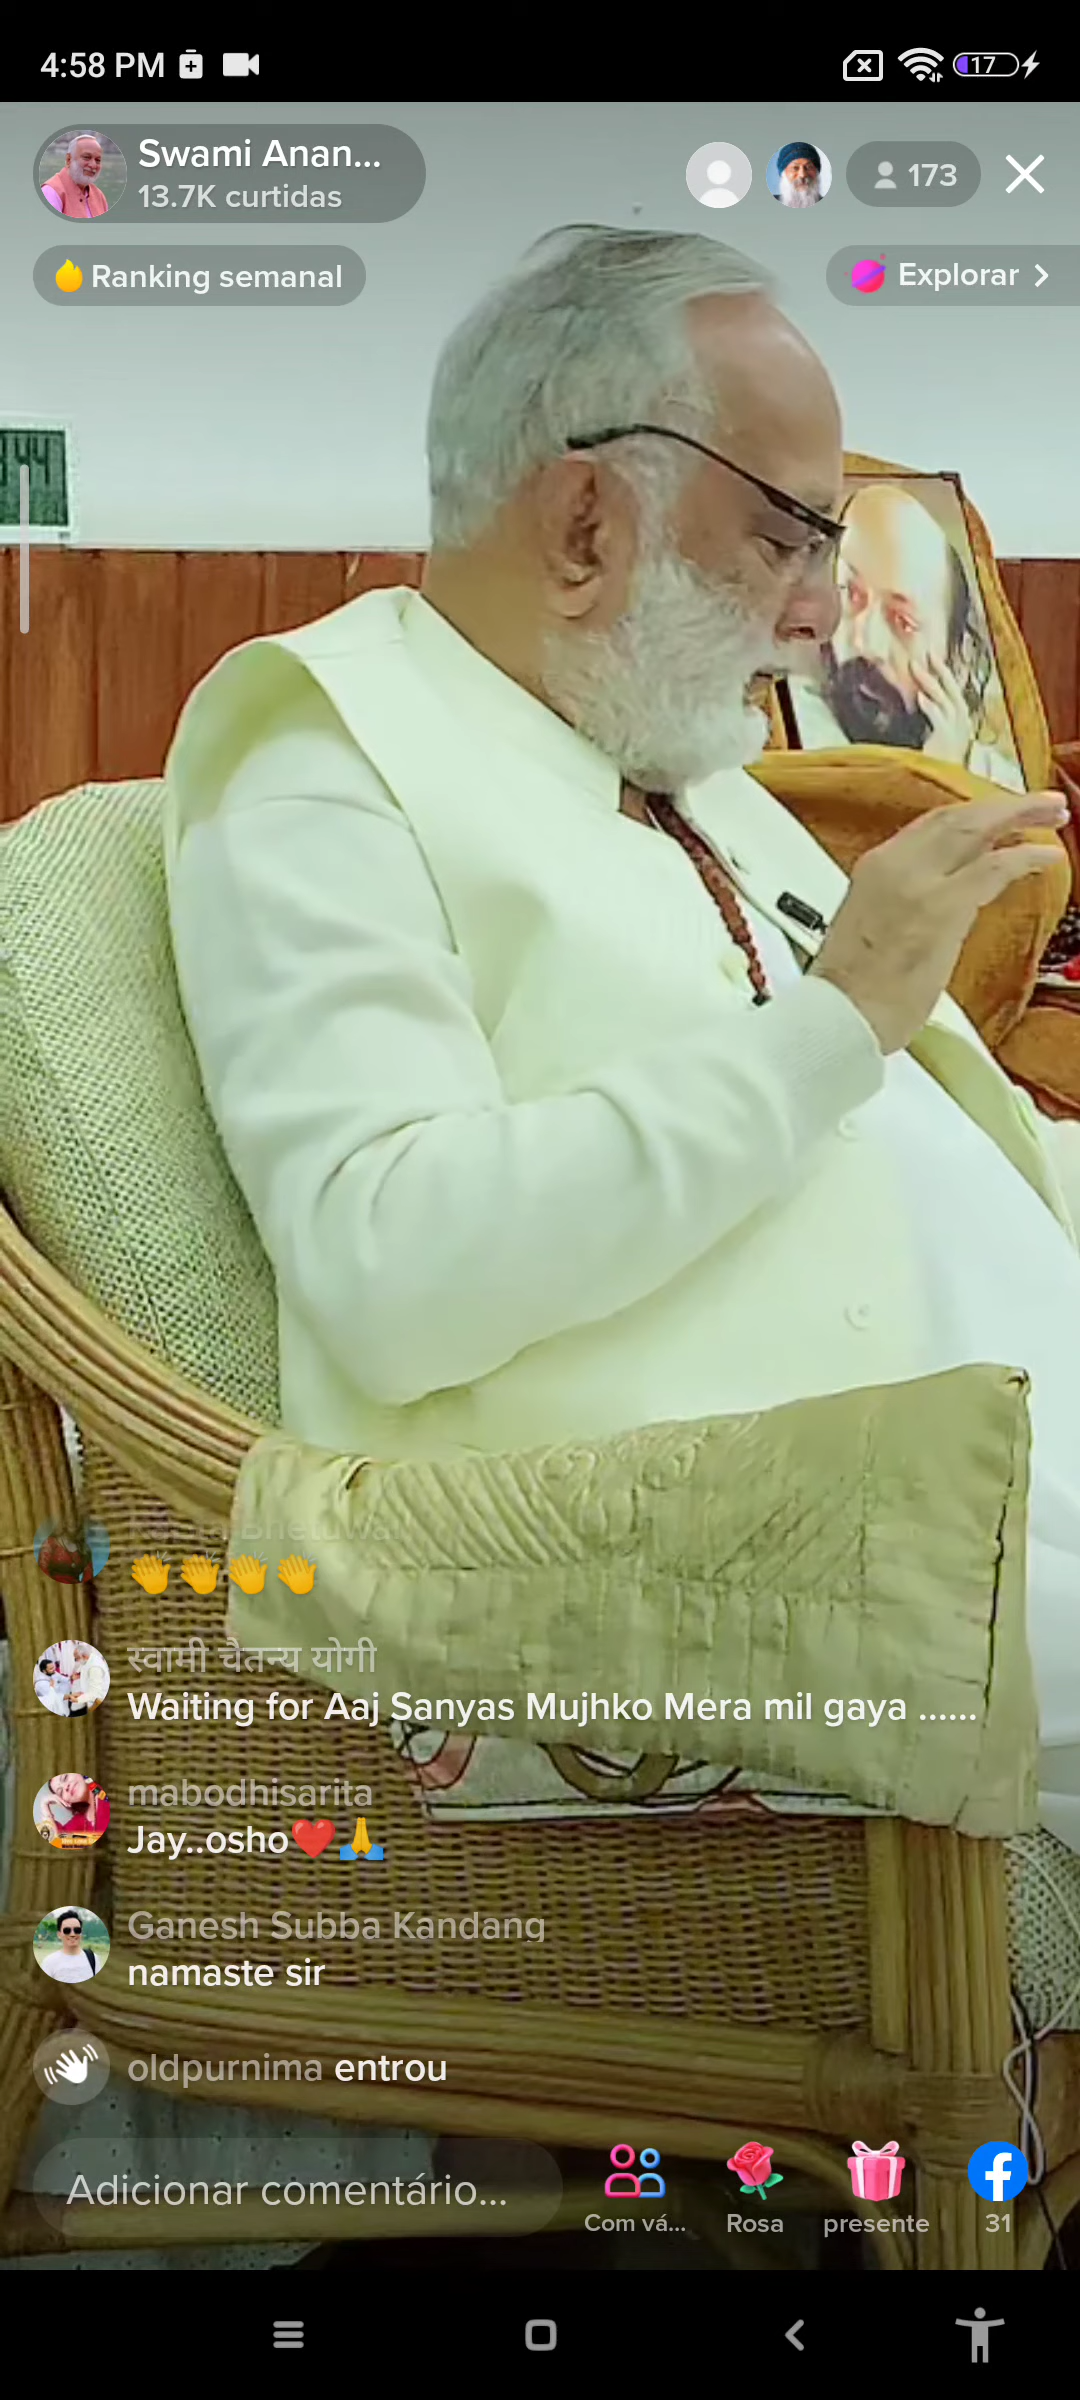 4:58 PM
17
Swami Anan...
13.7K curtidas
173
Ranking semanal
Explorar
Bhetuwal
स्वामी चैतन्य योगी
Waiting for Aaj Sanyas Mujhko Mera mil gaya ......
mabodhisarita
Jay..osho❤️🙏
Ganesh Subba Kandang
namaste sir
oldpurnima entrou
Adicionar comentário...
Com vá...
Rosa
presente
31